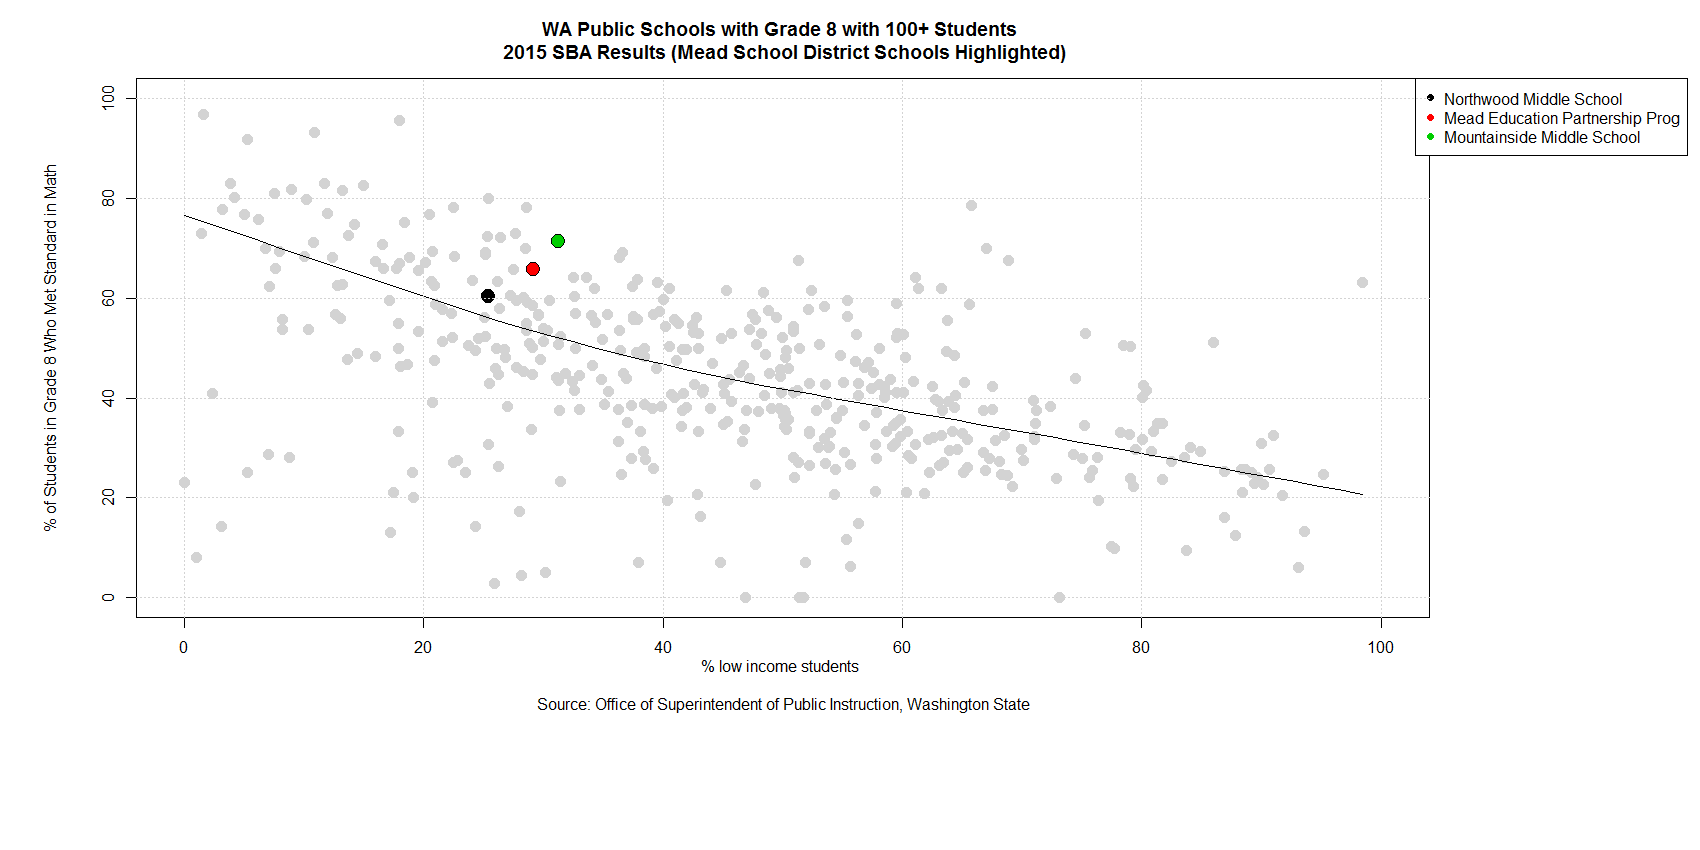 WA Public Schools with Grade 8 with 100+ Students
2015 SBA Results (Mead School District Schools Highlighted)
% of Students in Grade 8 Who Met Standard in Math
100
80
60
40
20
0
0 20 40 60 80 100
% low income students
Source: Office of Superintendent of Public Instruction, Washington State
Northwood Middle School
Mead Education Partnership Prog
Mountainside Middle School